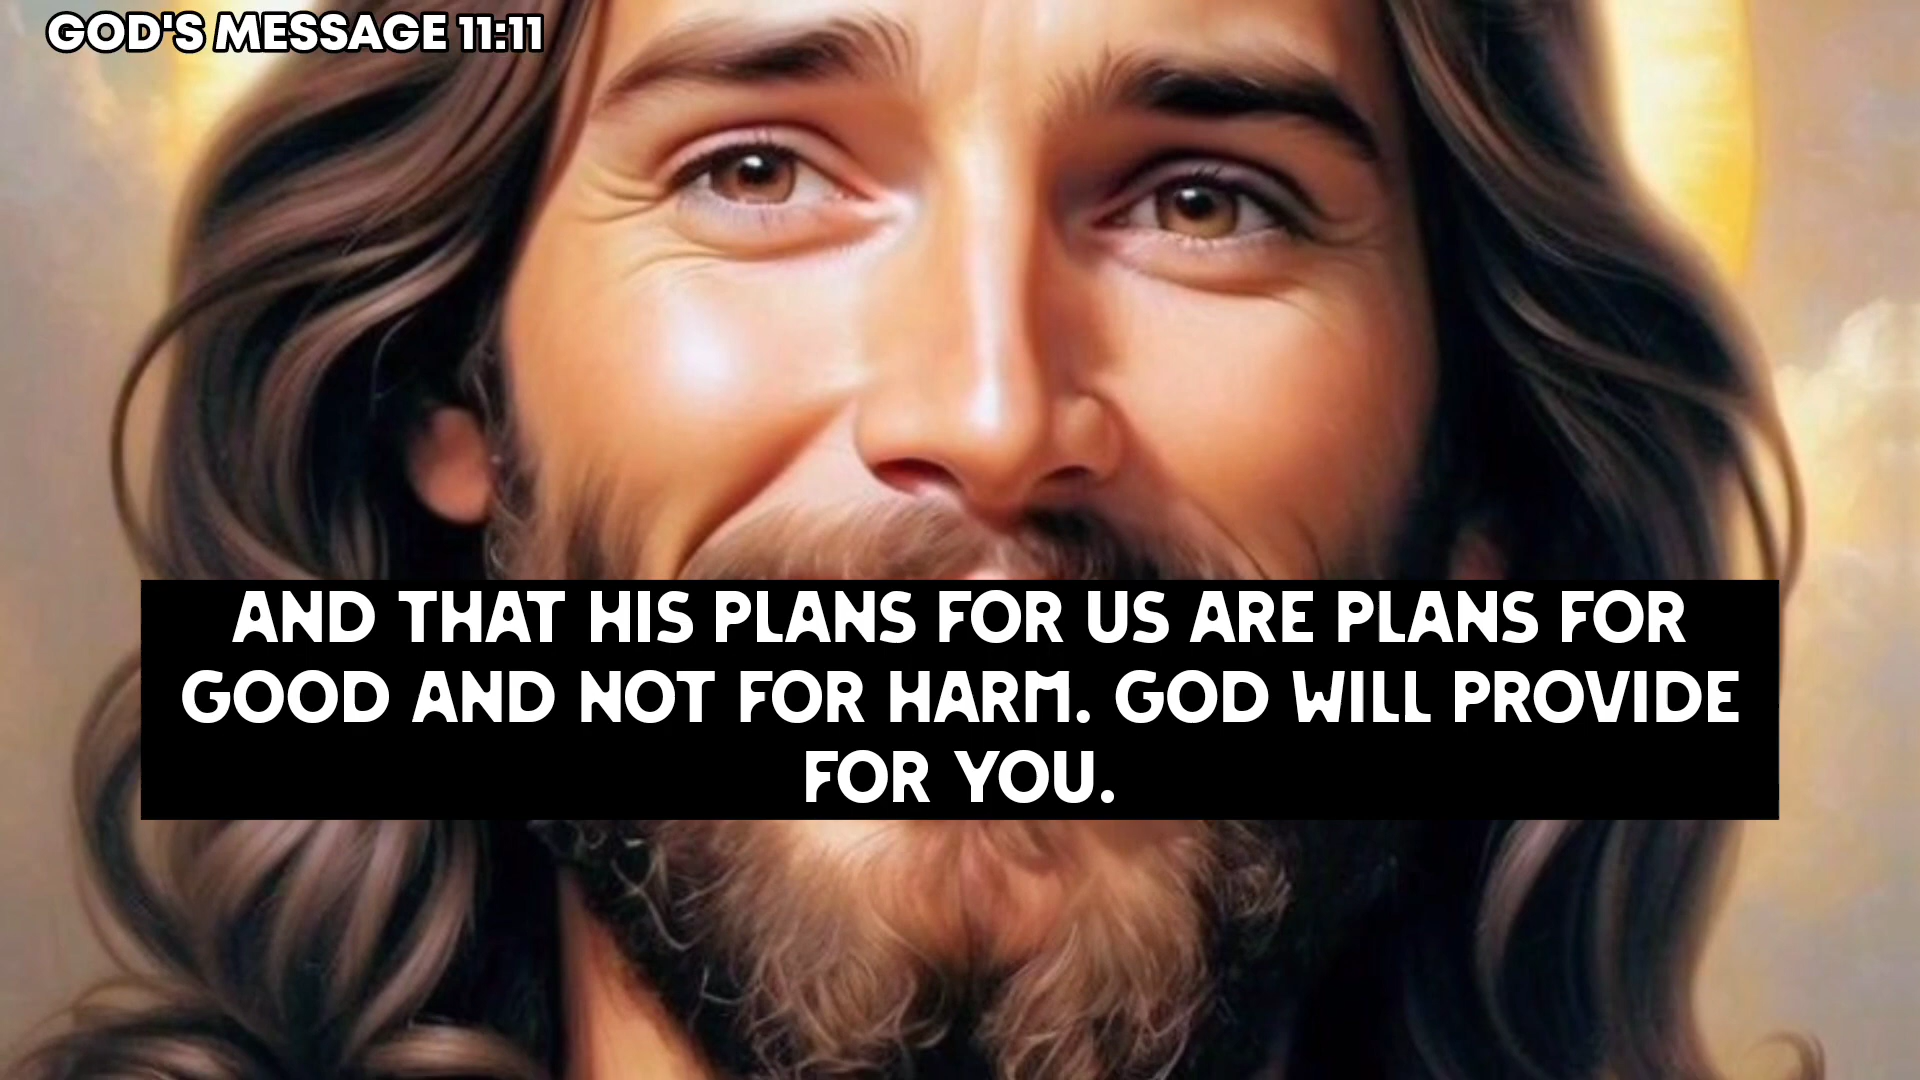 GOD'S MESSAGE 11:11
AND THAT HIS PLANS FOR US ARE PLANS FOR
GOOD AND NOT FOR HARM. GOD WILL PROVIDE
FOR YOU.